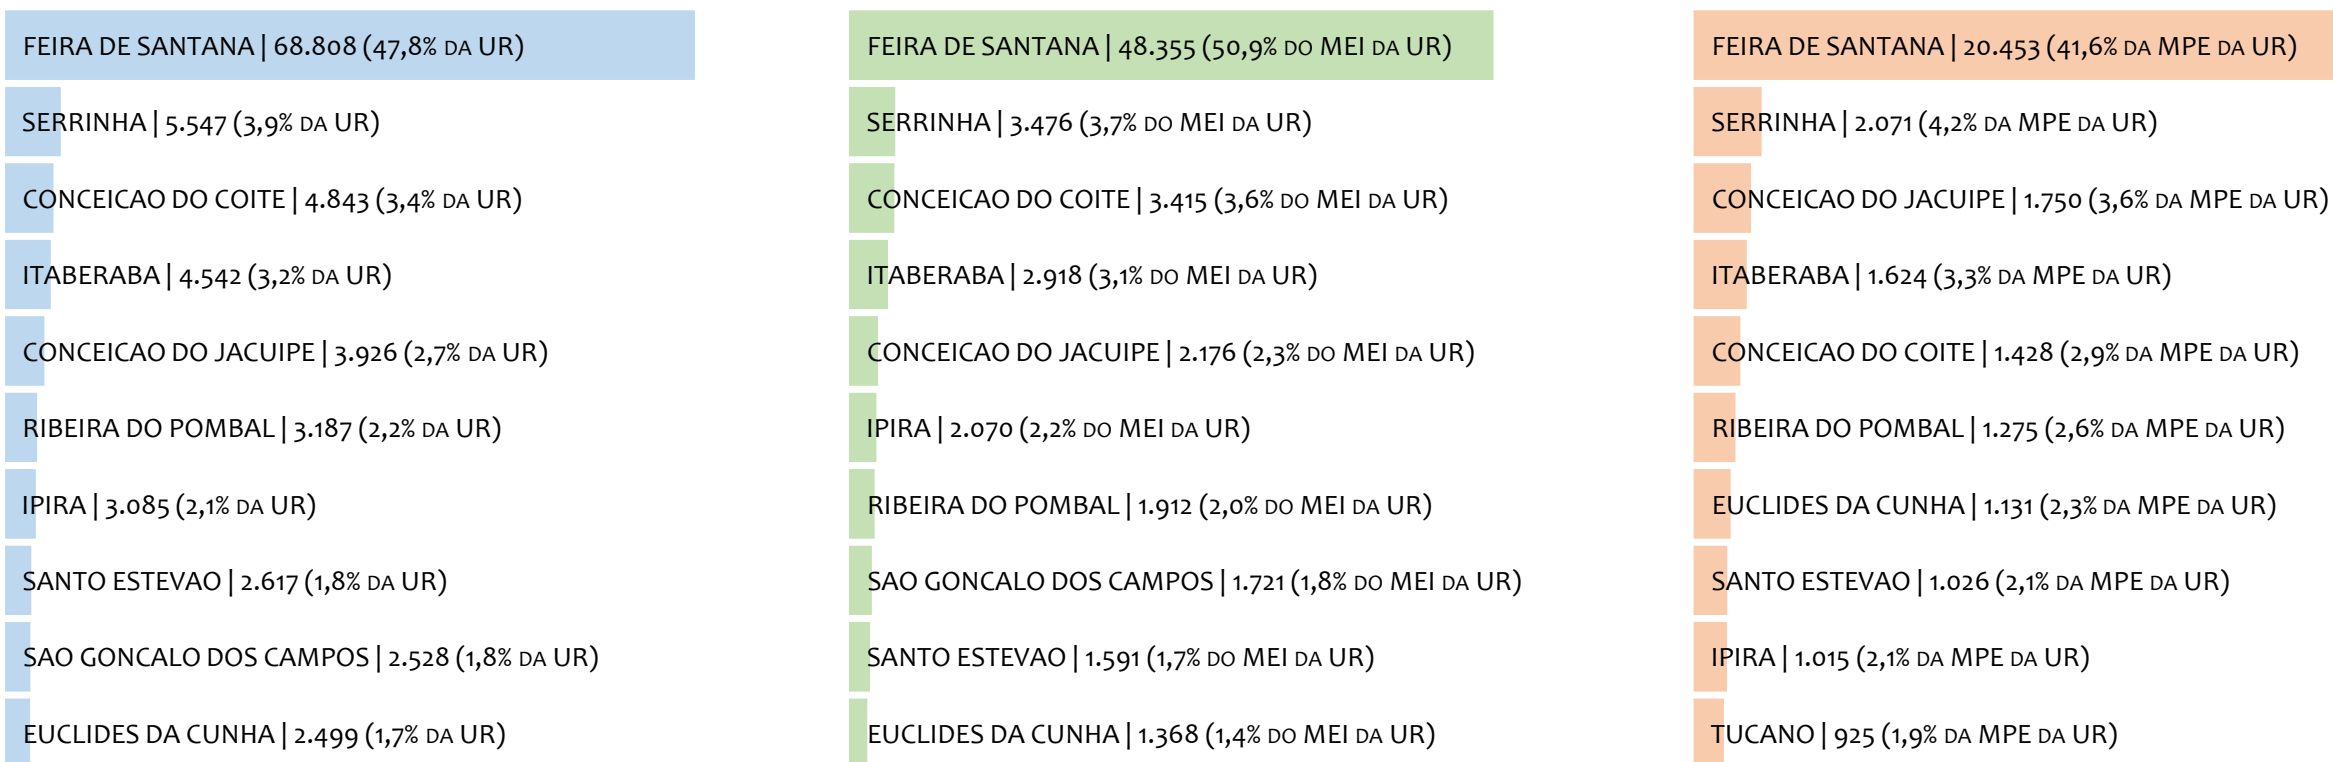 FEIRA DE SANTANA | 68.808 (47,8% DA UR)
SERRINHA | 5.547 (3,9% DA UR)
CONCEICAO DO COITE | 4.843 (3,4% DA UR)
ITABERABA | 4.542 (3,2% DA UR)
CONCEICAO DO JACUIPE | 3.926 (2,7% DA UR)
RIBEIRA DO POMBAL | 3.187 (2,2% DA UR)
IPIRA | 3.085 (2,1% DA UR)
SANTO ESTEVAO | 2.617 (1,8% DA UR)
SAO GONCALO DOS CAMPOS | 2.528 (1,8% DA UR)
EUCLIDES DA CUNHA | 2.499 (1,7% DA UR)
FEIRA DE SANTANA | 48.355 (50,9% DO MEI DA UR)
SERRINHA | 3.476 (3,7% DO MEI DA UR)
CONCEICAO DO COITE | 3.415 (3,6% DO MEI DA UR)
ITABERABA | 2.918 (3,1% DO MEI DA UR)
CONCEICAO DO JACUIPE | 2.176 (2,3% DO MEI DA UR)
IPIRA | 2.070 (2,2% DO MEI DA UR)
RIBEIRA DO POMBAL | 1.912 (2,0% DO MEI DA UR)
SAO GONCALO DOS CAMPOS | 1.721 (1,8% DO MEI DA UR)
SANTO ESTEVAO | 1.591 (1,7% DO MEI DA UR)
EUCLIDES DA CUNHA | 1.368 (1,4% DO MEI DA UR)
FEIRA DE SANTANA | 20.453 (41,6% DA MPE DA UR)
SERRINHA | 2.071 (4,2% DA MPE DA UR)
CONCEICAO DO JACUIPE | 1.750 (3,6% DA MPE DA UR)
ITABERABA | 1.624 (3,3% DA MPE DA UR)
CONCEICAO DO COITE | 1.428 (2,9% DA MPE DA UR)
RIBEIRA DO POMBAL | 1.275 (2,6% DA MPE DA UR)
EUCLIDES DA CUNHA | 1.131 (2,3% DA MPE DA UR)
SANTO ESTEVAO | 1.026 (2,1% DA MPE DA UR)
IPIRA | 1.015 (2,1% DA MPE DA UR)
TUCANO | 925 (1,9% DA MPE DA UR)